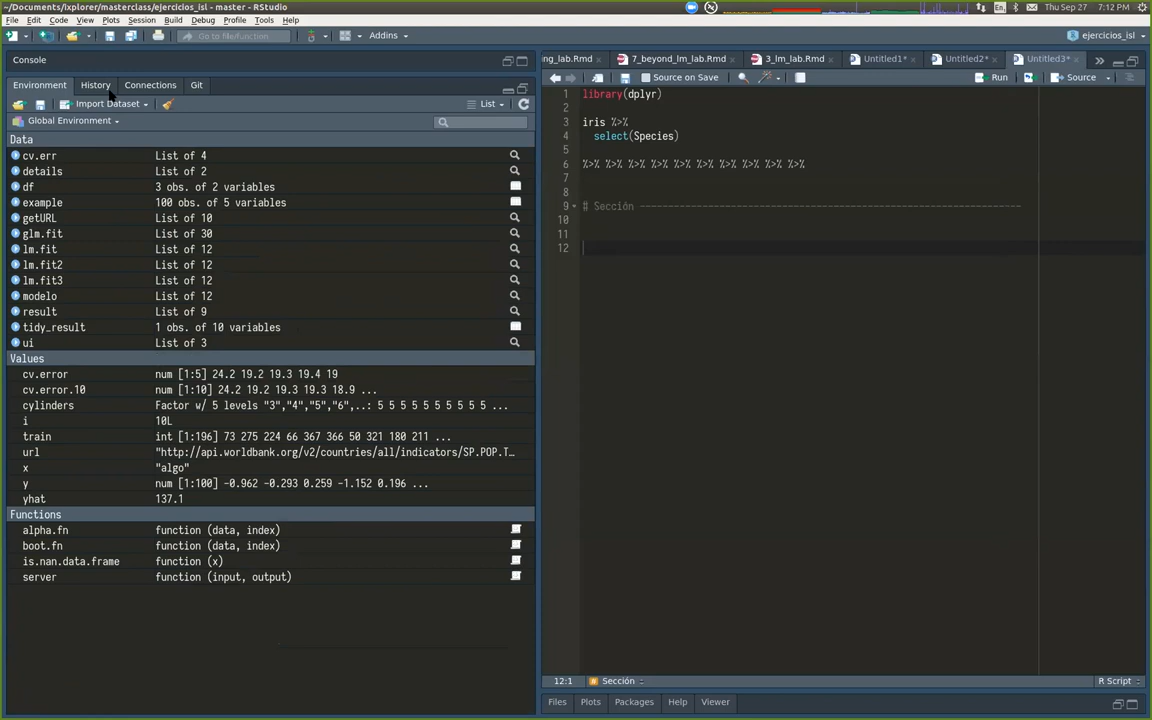 ~/Documents/ixplorer/masterclass/ejercicios_isl - master - RStudio
En
Thu Sep 27 7:12 PM
File Edit Code View Plots Session Build Debug Profile Tools Help
Go to file/function
Addins
ejercicios_isl
Console
Environment History Connections Git
Import Dataset
List
Global Environment
Data
cv.err List of 4
details List of 2
df 3 obs. of 2 variables
example 100 obs. of 5 variables
getURL List of 10
glm.fit List of 30
lm.fit List of 12
lm.fit2 List of 12
lm.fit3 List of 12
modelo List of 12
result List of 9
tidy_result 1 obs. of 10 variables
ui List of 3
Values
cv.error num [1:5] 24.2 19.2 19.3 19.4 19
cv.error.10 num [1:10] 24.2 19.2 19.3 19.3 18.9 ...
cylinders Factor w/ 5 levels "3","4","5","6",..: 5 5 5 5 5 5 5 5 5 5 ...
i 10L
train int [1:196] 73 275 224 66 367 366 50 321 180 211 ...
url "http://api.worldbank.org/v2/countries/all/indicators/SP.POP.T…
x "algo"
y num [1:100] -0.962 -0.293 0.259 -1.152 0.196 ...
yhat 137.1
Functions
alpha.fn function (data, index)
boot.fn function (data, index)
is.nan.data.frame function (x)
server function (input, output)
ing_lab.Rmd 7_beyond_lm_lab.Rmd 3_lm_lab.Rmd Untitled1* Untitled2* Untitled3*
Source on Save Run Source
1 library(dplyr)
2
3 iris %>%
4 select(Species)
5
6 %>% %>% %>% %>% %>% %>% %>% %>% %>% %>%
7
8
9 # Sección -----------------------------------------------------------------
10
11
12
12:1 # Sección R Script
Files Plots Packages Help Viewer